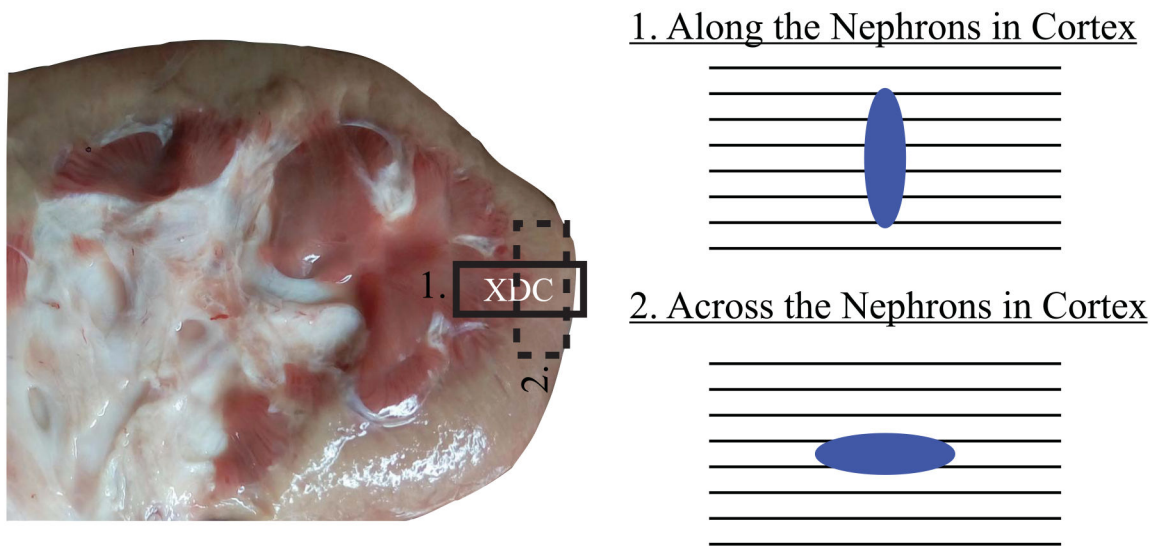 1. Along the Nephrons in Cortex
1.
XDC
2.
2. Across the Nephrons in Cortex